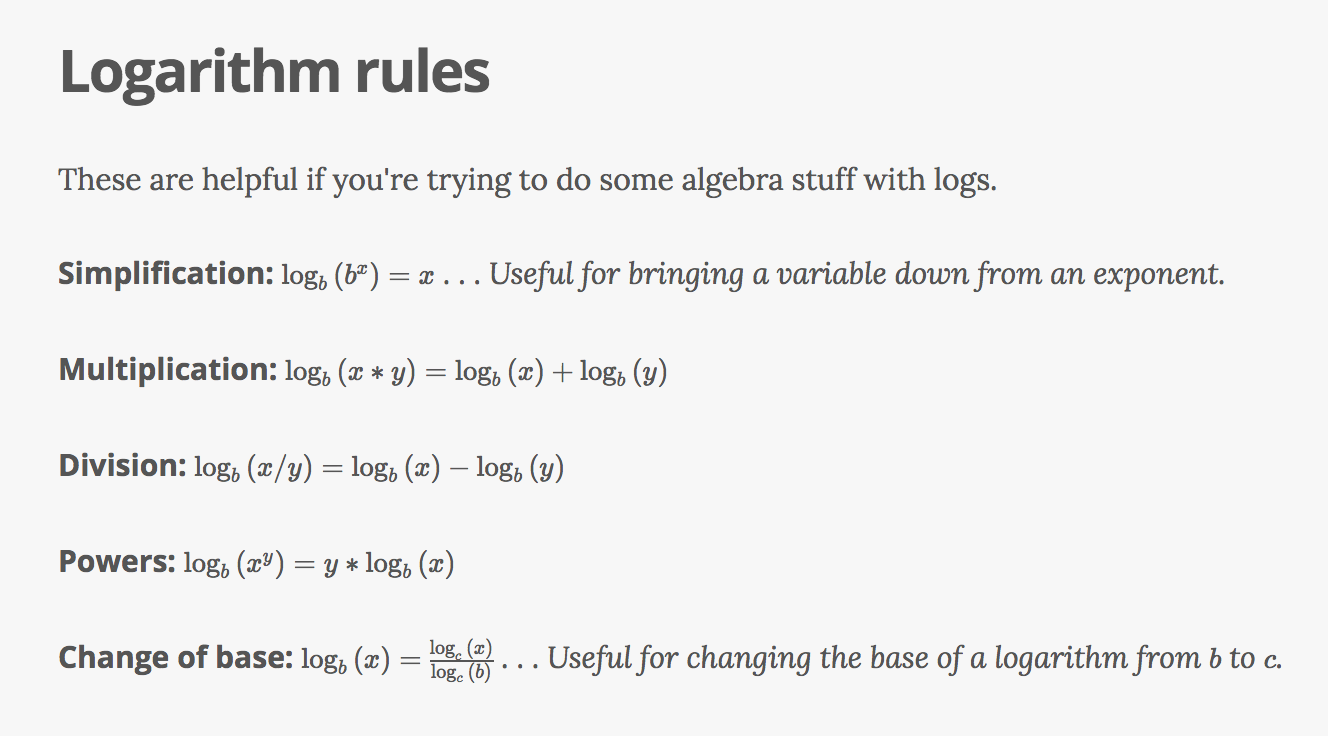 Logarithm rules
These are helpful if you're trying to do some algebra stuff with logs.
Simplification: log_b (b^x) = x . . . Useful for bringing a variable down from an exponent.
Multiplication: log_b (x * y) = log_b (x) + log_b (y)
Division: log_b (x/y) = log_b (x) − log_b (y)
Powers: log_b (x^y) = y * log_b (x)
Change of base: log_b (x) = \frac{log_c (x)}{log_c (b)} . . . Useful for changing the base of a logarithm from b to c.